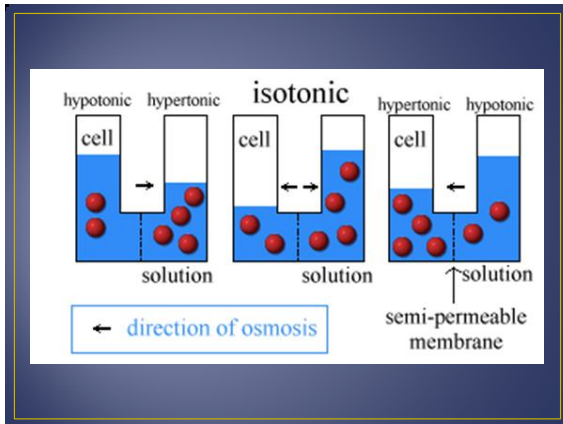 hypotonic hypertonic isotonic hypertonic hypotonic
cell cell cell
solution solution solution
← direction of osmosis
semi-permeable
membrane